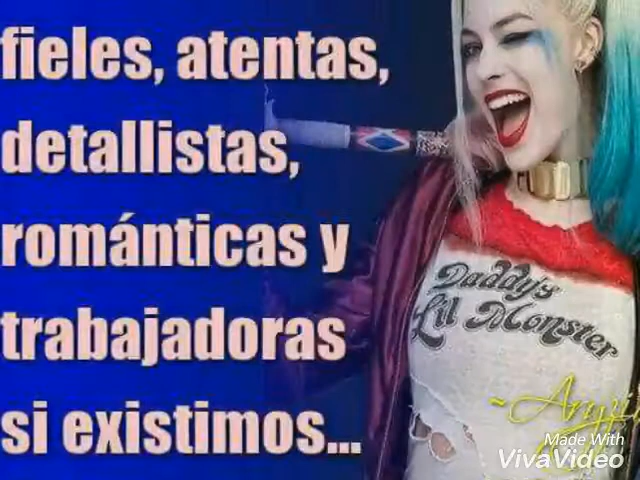 fieles, atentas,
detallistas,
románticas y
trabajadoras
si existimos...
Daddy's
Lil Monster
Made With
VivaVideo